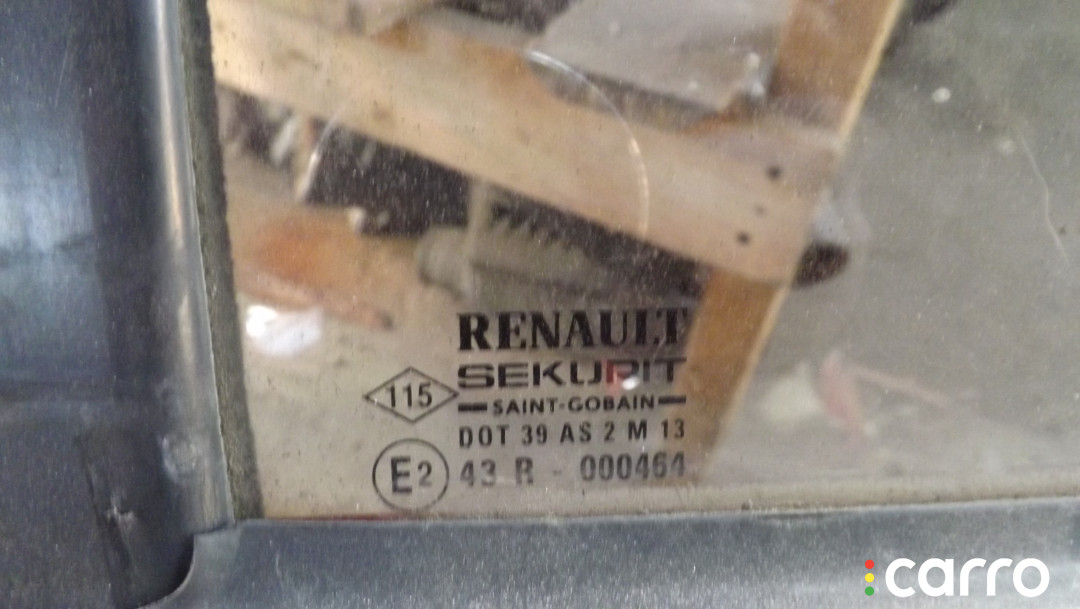 RENAULT
SEKURIT
115
SAINT-GOBAIN
DOT 39 AS 2 M 13
E2 43 R - 000464
carro